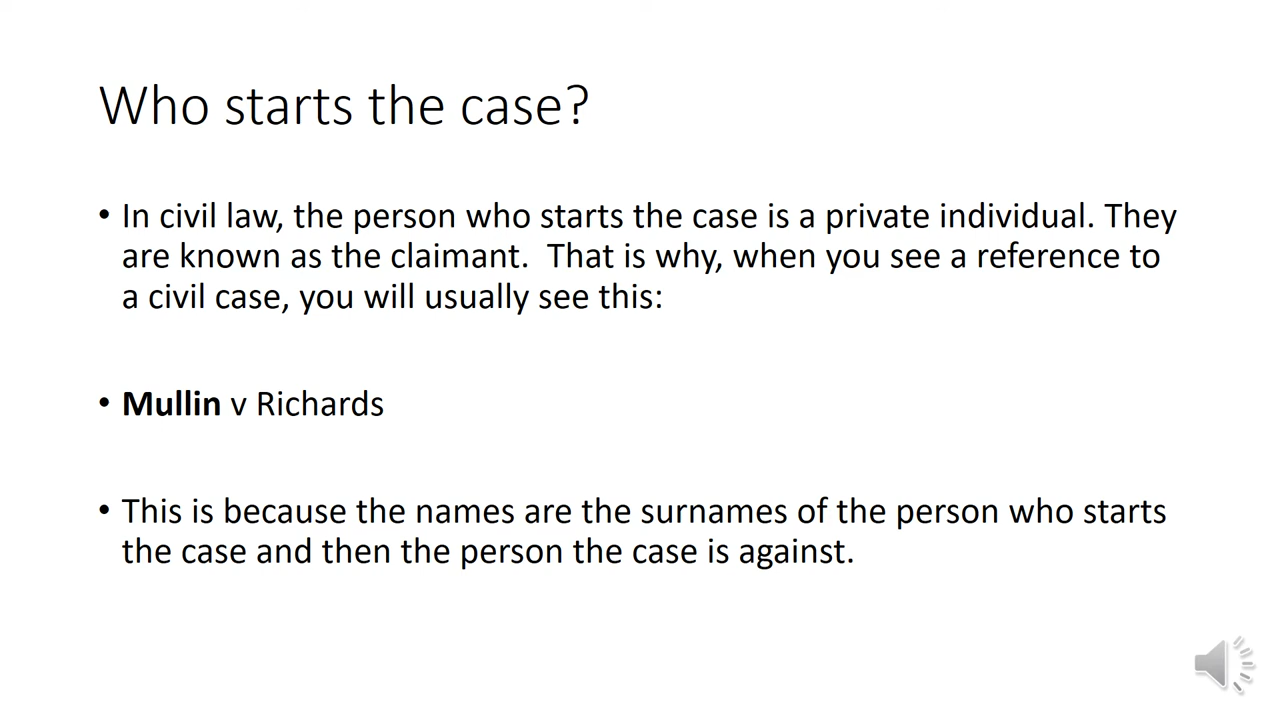 Who starts the case?
• In civil law, the person who starts the case is a private individual. They
are known as the claimant.  That is why, when you see a reference to
a civil case, you will usually see this:
• Mullin v Richards
• This is because the names are the surnames of the person who starts
the case and then the person the case is against.